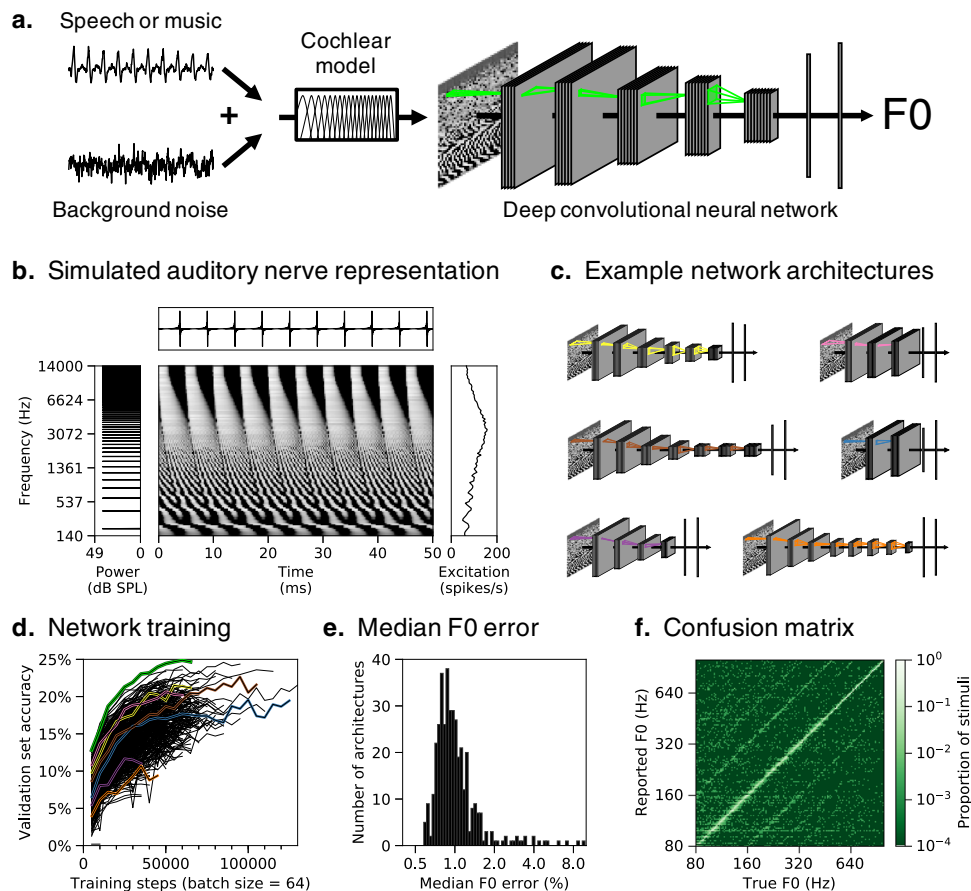 a.
Speech or music
+
Background noise
Cochlear
model
F0
Deep convolutional neural network
b. Simulated auditory nerve representation
14000
6624
3072
1361
537
140
Frequency (Hz)
49 0
Power
(dB SPL)
0 10 20 30 40 50
Time
(ms)
0 200
Excitation
(spikes/s)
c. Example network architectures
d. Network training
25%
20%
15%
10%
5%
0%
Validation set accuracy
0 50000 100000
Training steps (batch size = 64)
e. Median F0 error
40
30
20
10
0
Number of architectures
0.5 1.0 2.0 4.0 8.0
Median F0 error (%)
f. Confusion matrix
640
320
160
80
Reported F0 (Hz)
80 160 320 640
True F0 (Hz)
10⁰
10⁻¹
10⁻²
10⁻³
10⁻⁴
Proportion of stimuli